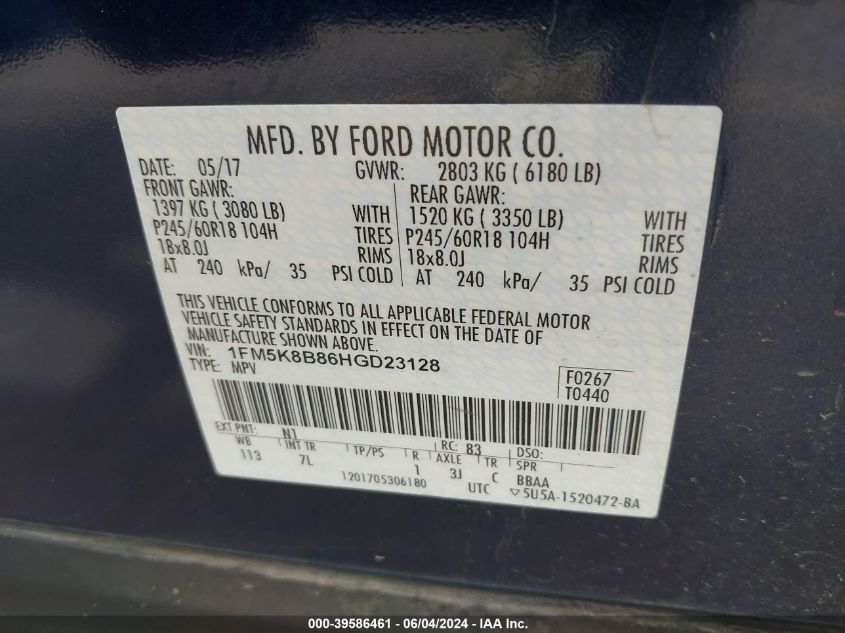 MFD. BY FORD MOTOR CO.
DATE: 05/17 GVWR: 2803 KG ( 6180 LB)
FRONT GAWR: REAR GAWR:
1397 KG ( 3080 LB) WITH 1520 KG ( 3350 LB) WITH
P245/60R18 104H TIRES P245/60R18 104H TIRES
18x8.0J RIMS 18x8.0J RIMS
AT 240 kPa/ 35 PSI COLD AT 240 kPa/ 35 PSI COLD
THIS VEHICLE CONFORMS TO ALL APPLICABLE FEDERAL MOTOR
VEHICLE SAFETY STANDARDS IN EFFECT ON THE DATE OF
MANUFACTURE SHOWN ABOVE.
VIN: 1FM5K8B86HGD23128
TYPE: MPV
F0267
T0440
EXT PNT: N1 RC: 83 DSO:
WB INT TR TP/PS R AXLE TR SPR
113 7L 1 3J C BBAA
1201705306180 UTC ▽5U5A-1520472-BA
000-39586461 - 06/04/2024 - IAA Inc.